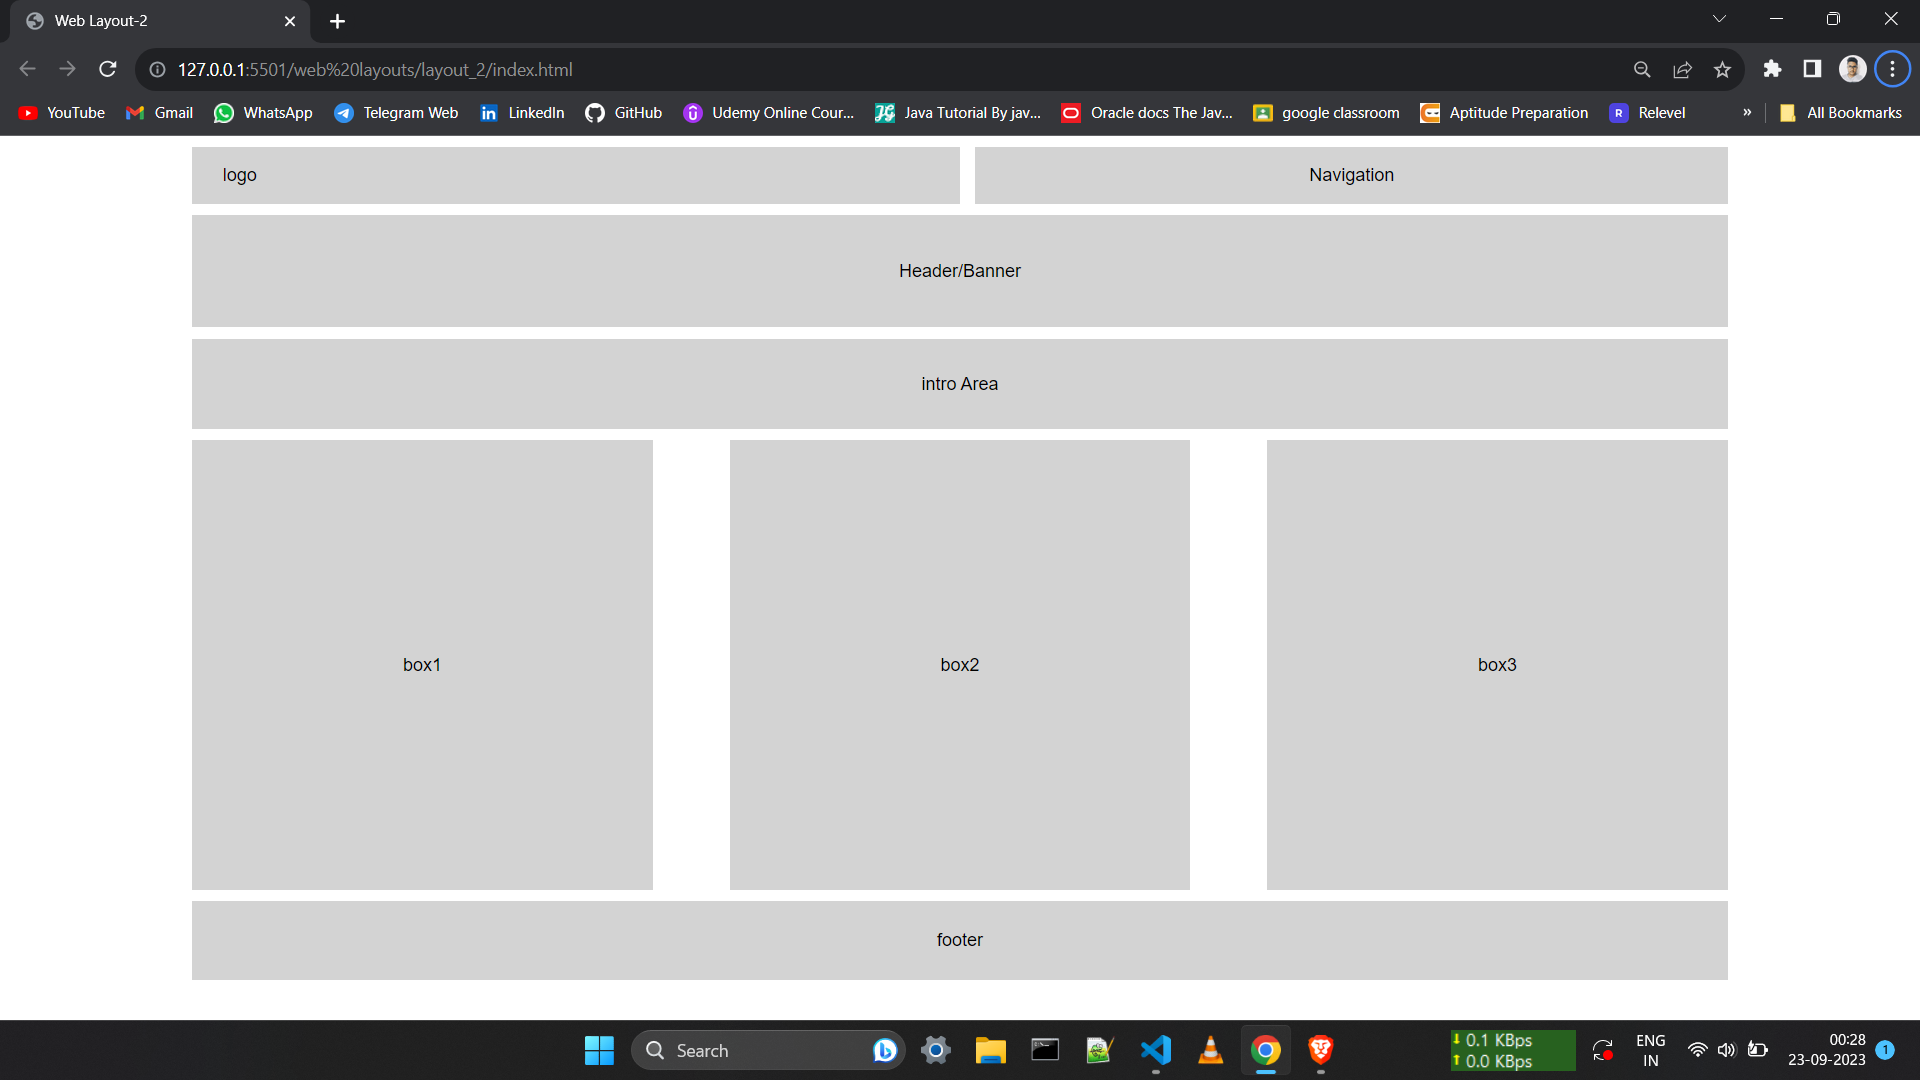 Web Layout-2
127.0.0.1:5501/web%20layouts/layout_2/index.html
YouTube Gmail WhatsApp Telegram Web LinkedIn GitHub Udemy Online Cour... Java Tutorial By jav... Oracle docs The Jav... google classroom Aptitude Preparation Relevel » All Bookmarks
logo Navigation
Header/Banner
intro Area
box1 box2 box3
footer
Search
0.1 KBps
0.0 KBps
ENG
IN
00:28
23-09-2023
1